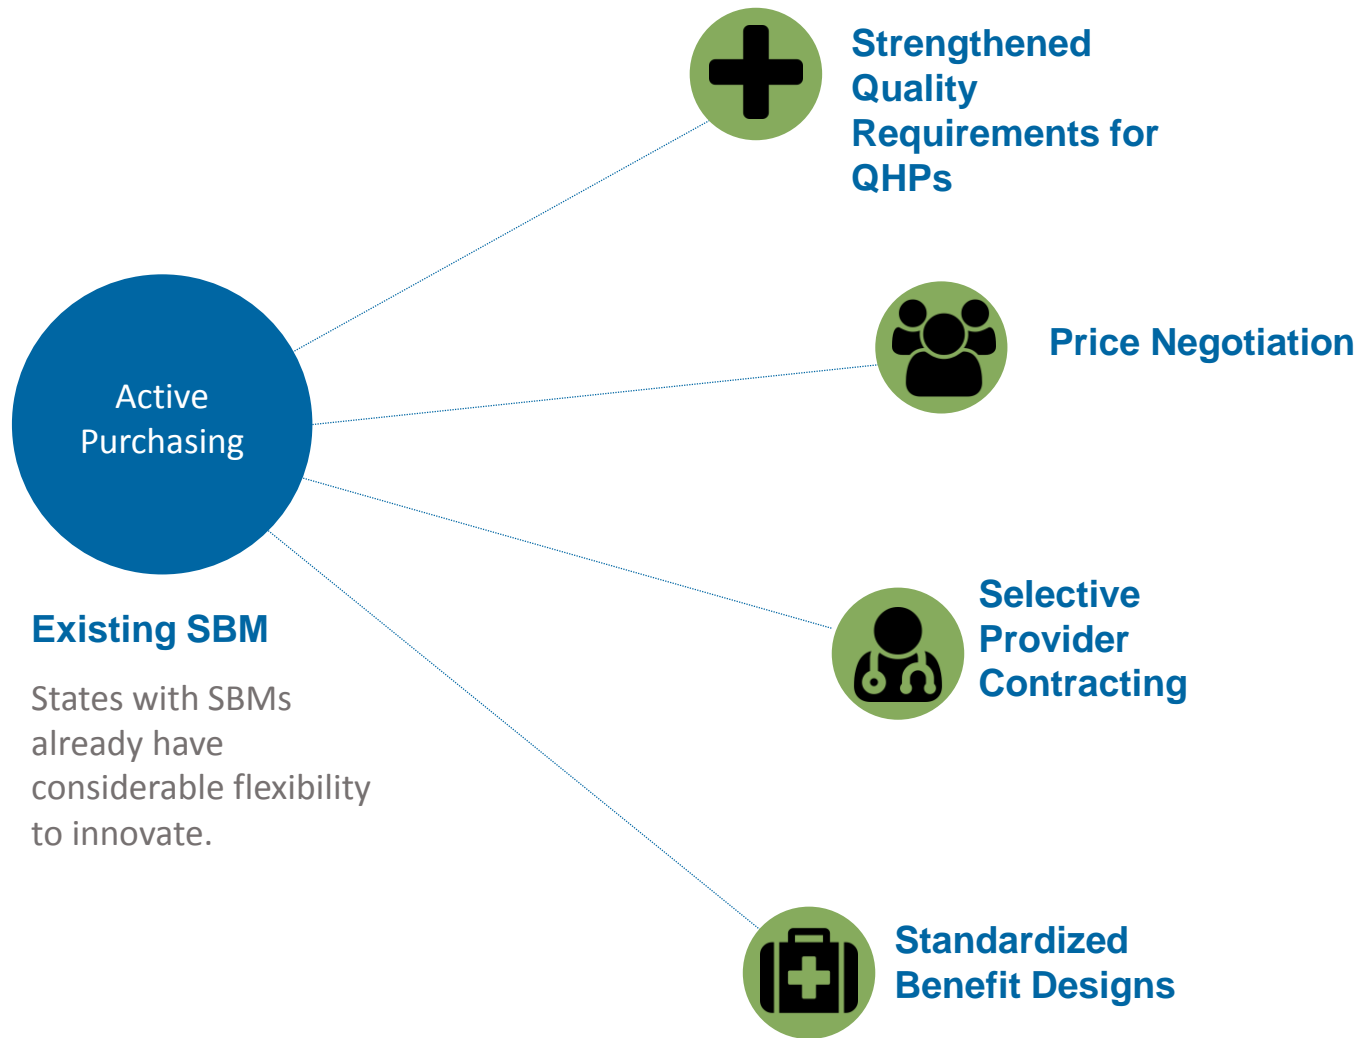 Strengthened
Quality
Requirements for
QHPs
Price Negotiation
Active
Purchasing
Existing SBM
States with SBMs
already have
considerable flexibility
to innovate.
Selective
Provider
Contracting
Standardized
Benefit Designs